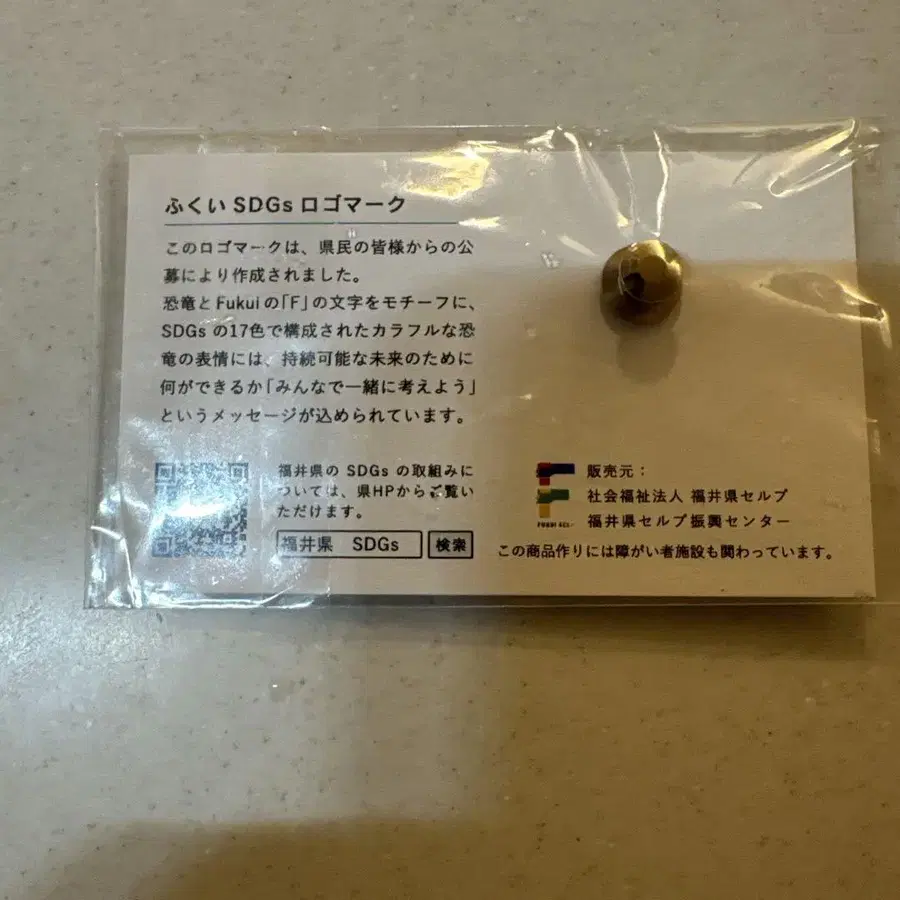 ふくい SDGs ロゴマーク
このロゴマークは、県民の皆様からの公
募により作成されました。
恐竜とFukuiの「F」の文字をモチーフに、
SDGs の17色で構成されたカラフルな恐
竜の表情には、持続可能な未来のために
何ができるか「みんなで一緒に考えよう」
というメッセージが込められています。
福井県の SDGs の取組みに
ついては、県HPからご覧い
ただけます。
福井県 SDGs 検索
販売元：
社会福祉法人 福井県セルプ
福井県セルプ振興センター
FUKUI
この商品作りには障がい者施設も関わっています。